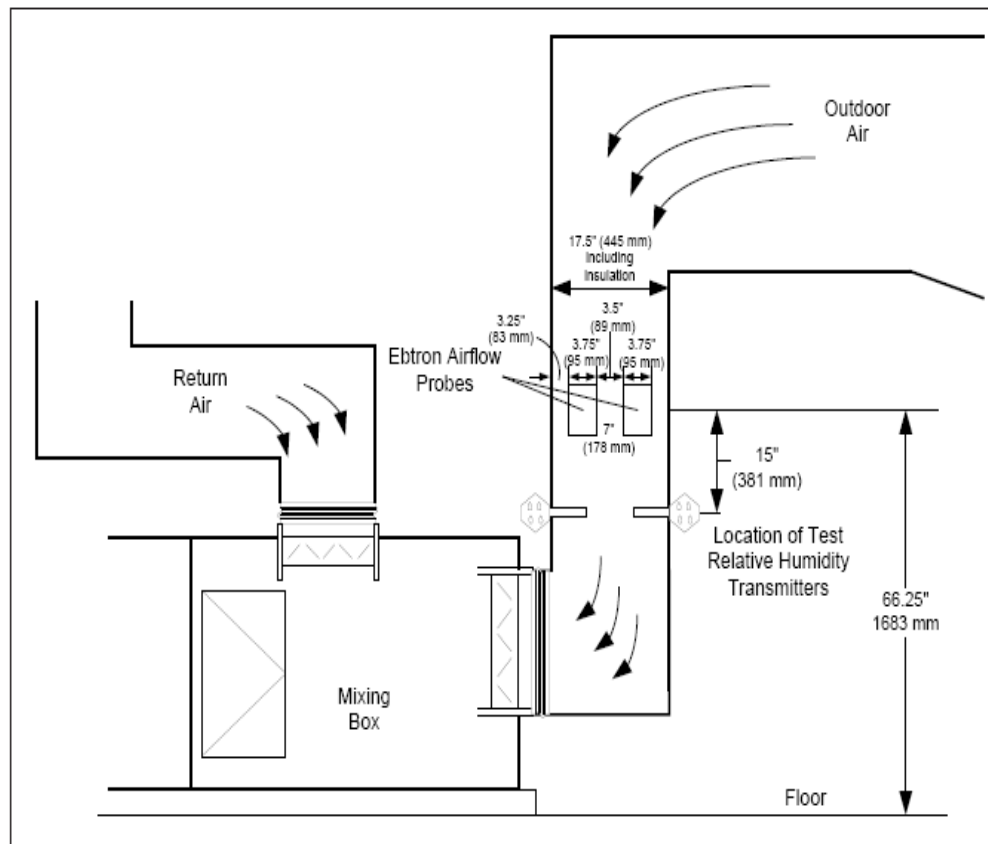 Outdoor
Air
17.5" (445 mm)
Including
Insulation
3.5"
(89 mm)
3.25"
(83 mm)
3.75"
(95 mm)
3.75"
(95 mm)
Ebtron Airflow
Probes
Return
Air
7"
(178 mm)
15"
(381 mm)
Location of Test
Relative Humidity
Transmitters
66.25"
1683 mm
Mixing
Box
Floor